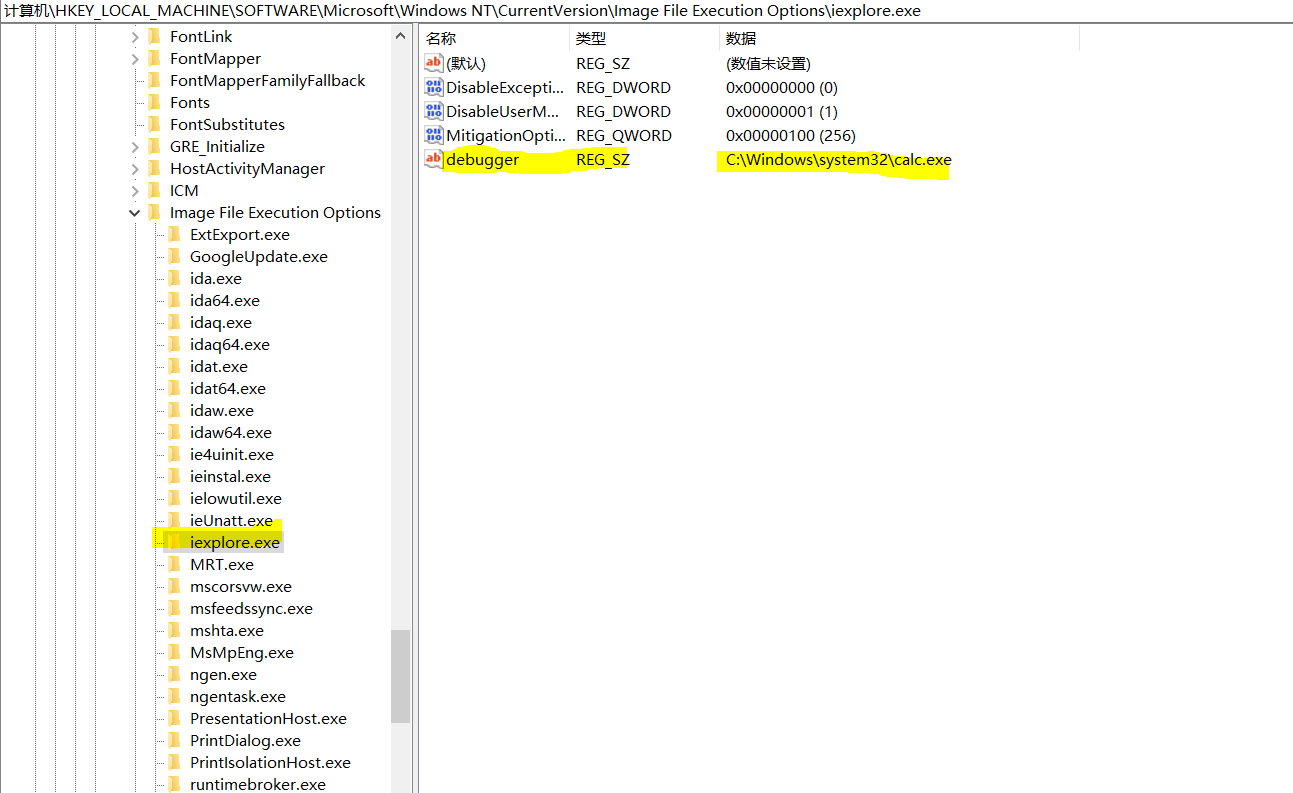 计算机\HKEY_LOCAL_MACHINE\SOFTWARE\Microsoft\Windows NT\CurrentVersion\Image File Execution Options\iexplore.exe
FontLink
FontMapper
FontMapperFamilyFallback
Fonts
FontSubstitutes
GRE_Initialize
HostActivityManager
ICM
Image File Execution Options
ExtExport.exe
GoogleUpdate.exe
ida.exe
ida64.exe
idaq.exe
idaq64.exe
idat.exe
idat64.exe
idaw.exe
idaw64.exe
ie4uinit.exe
ieinstal.exe
ielowutil.exe
ieUnatt.exe
iexplore.exe
MRT.exe
mscorsvw.exe
msfeedssync.exe
mshta.exe
MsMpEng.exe
ngen.exe
ngentask.exe
PresentationHost.exe
PrintDialog.exe
PrintIsolationHost.exe
runtimebroker.exe
名称 类型 数据
(默认) REG_SZ (数值未设置)
DisableExcepti... REG_DWORD 0x00000000 (0)
DisableUserM... REG_DWORD 0x00000001 (1)
MitigationOpti... REG_QWORD 0x00000100 (256)
debugger REG_SZ C:\Windows\system32\calc.exe